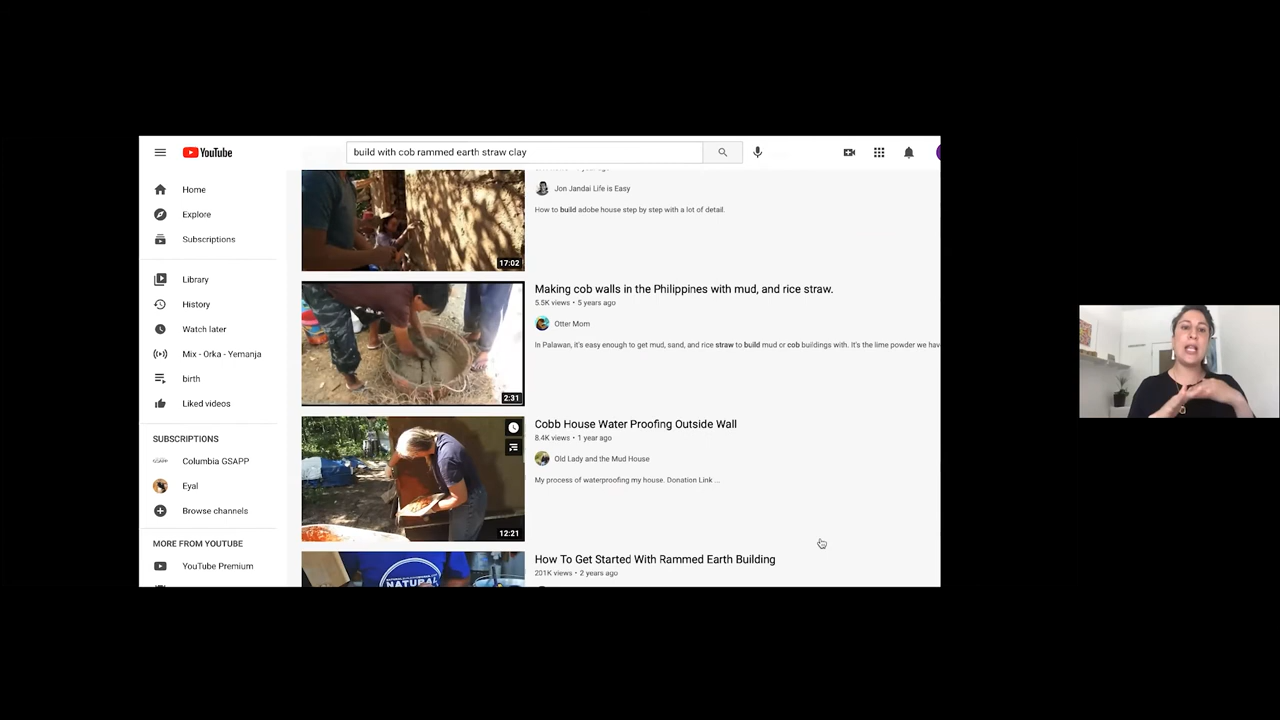 YouTube
build with cob rammed earth straw clay
Home
Explore
Subscriptions
Library
History
Watch later
Mix - Orka - Yemanja
birth
Liked videos
SUBSCRIPTIONS
GSAPP
Columbia GSAPP
Eyal
Browse channels
MORE FROM YOUTUBE
YouTube Premium
Jon Jandai Life is Easy
How to build adobe house step by step with a lot of detail.
17:02
Making cob walls in the Philippines with mud, and rice straw.
5.5K views • 5 years ago
Otter Mom
In Palawan, it's easy enough to get mud, sand, and rice straw to build mud or cob buildings with. It's the lime powder we hav
2:31
Cobb House Water Proofing Outside Wall
8.4K views • 1 year ago
Old Lady and the Mud House
My process of waterproofing my house. Donation Link ...
12:21
How To Get Started With Rammed Earth Building
201K views • 2 years ago
NATURAL